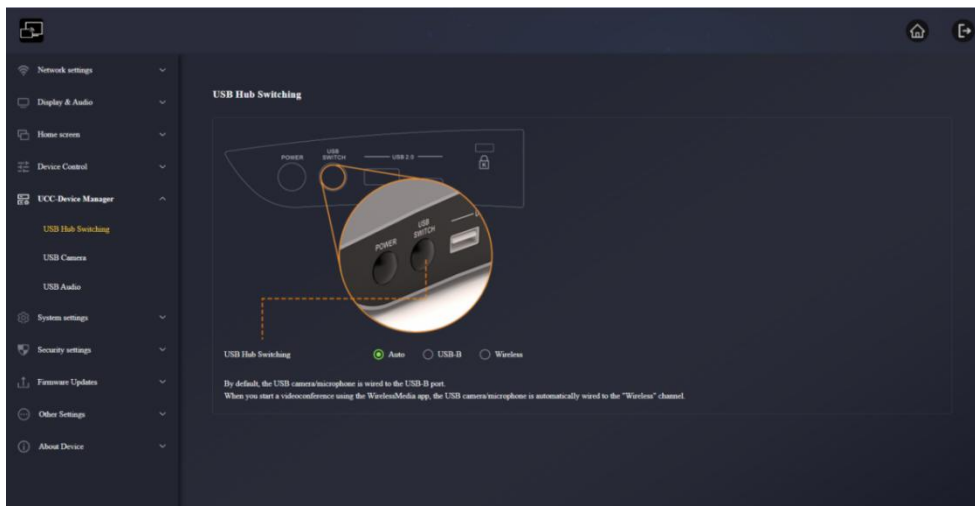 Network settings
Display & Audio
Home screen
Device Control
UCC-Device Manager
USB Hub Switching
USB Camera
USB Audio
System settings
Security settings
Firmware Updates
Other Settings
About Device
USB Hub Switching
POWER
USB
SWITCH
USB 2.0
POWER
USB
SWITCH
USB Hub Switching
Auto
USB-B
Wireless
By default, the USB camera/microphone is wired to the USB-B port.
When you start a videoconference using the WirelessMedia app, the USB camera/microphone is automatically wired to the "Wireless" channel.